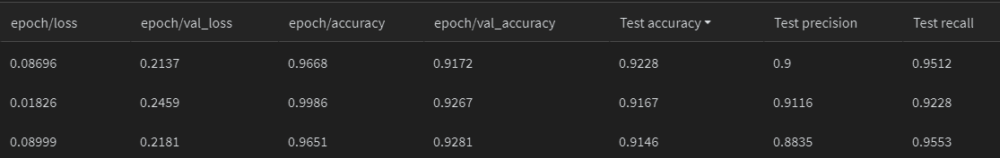 epoch/loss epoch/val_loss epoch/accuracy epoch/val_accuracy Test accuracy Test precision Test recall
0.08696 0.2137 0.9668 0.9172 0.9228 0.9 0.9512
0.01826 0.2459 0.9986 0.9267 0.9167 0.9116 0.9228
0.08999 0.2181 0.9651 0.9281 0.9146 0.8835 0.9553